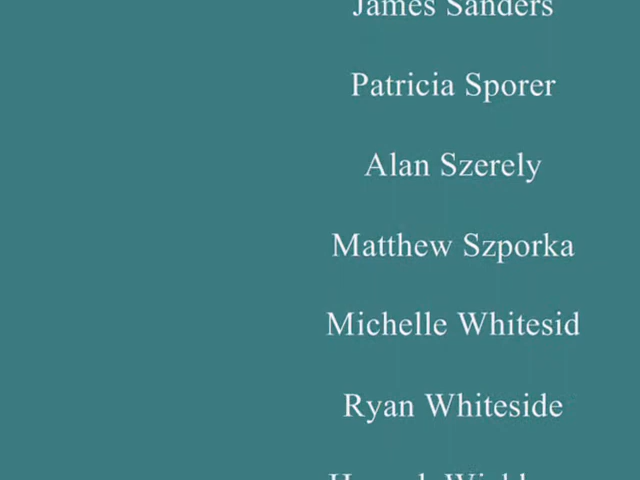 James Sanders
Patricia Sporer
Alan Szerely
Matthew Szporka
Michelle Whitesid
Ryan Whiteside